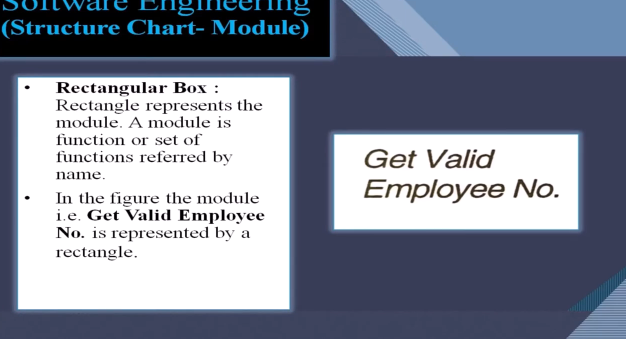 Software Engineering
(Structure Chart- Module)
• Rectangular Box :
Rectangle represents the
module. A module is
function or set of
functions referred by
name.
• In the figure the module
i.e. Get Valid Employee
No. is represented by a
rectangle.
Get Valid
Employee No.